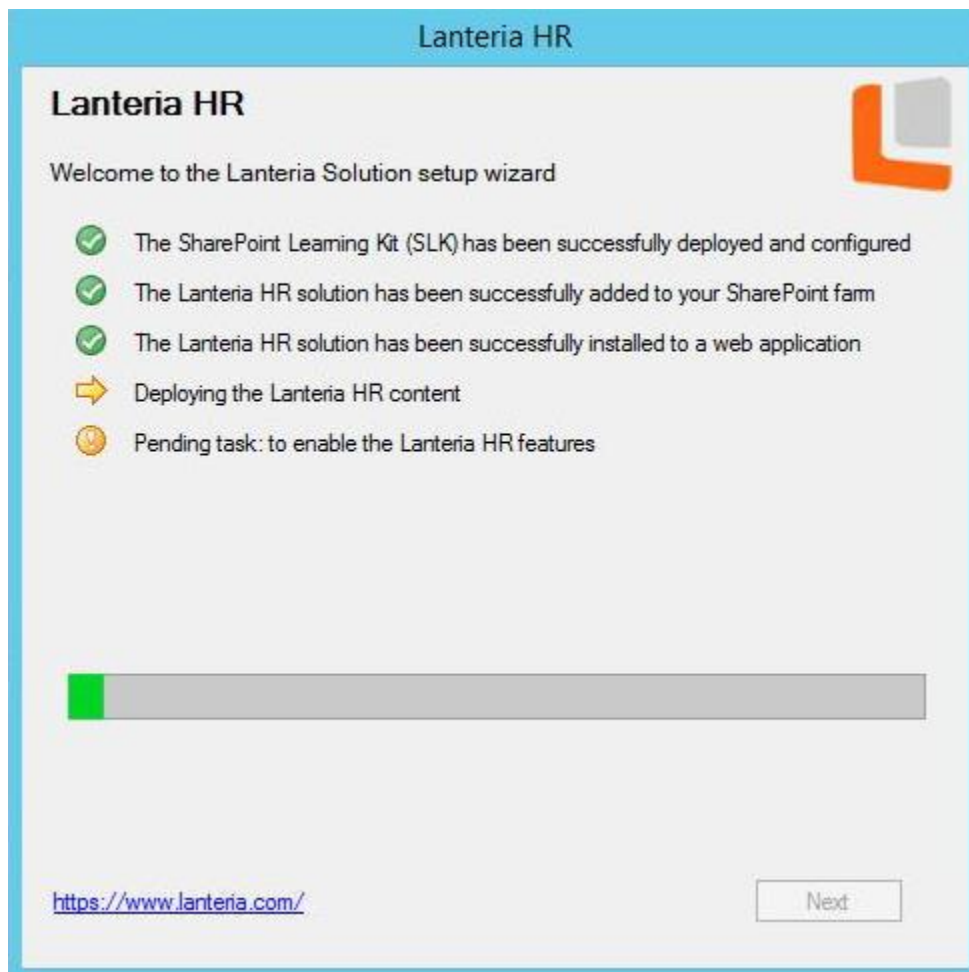 Lanteria HR
Lanteria HR
Welcome to the Lanteria Solution setup wizard
The SharePoint Learning Kit (SLK) has been successfully deployed and configured
The Lanteria HR solution has been successfully added to your SharePoint farm
The Lanteria HR solution has been successfully installed to a web application
Deploying the Lanteria HR content
Pending task: to enable the Lanteria HR features
https://www.lanteria.com/
Next